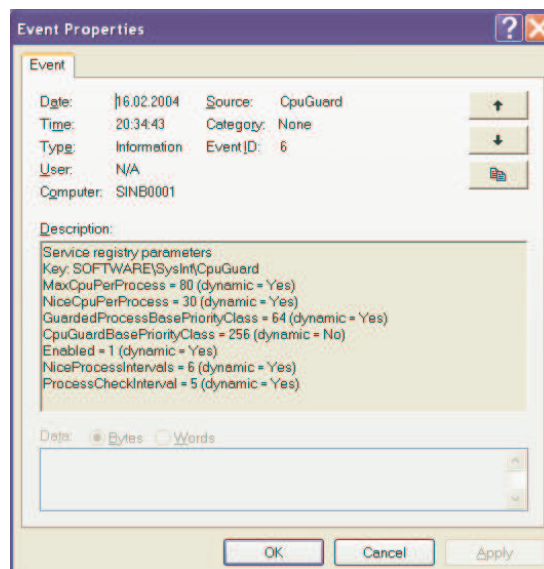 Event Properties
Event
Date: 16.02.2004 Source: CpuGuard
Time: 20:34:43 Category: None
Type: Information Event ID: 6
User: N/A
Computer: SINB0001
Description:
Service registry parameters
Key: SOFTWARE\SysInt\CpuGuard
MaxCpuPerProcess = 80 (dynamic = Yes)
NiceCpuPerProcess = 30 (dynamic = Yes)
GuardedProcessBasePriorityClass = 64 (dynamic = Yes)
CpuGuardBasePriorityClass = 256 (dynamic = No)
Enabled = 1 (dynamic = Yes)
NiceProcessIntervals = 6 (dynamic = Yes)
ProcessCheckInterval = 5 (dynamic = Yes)
Data: Bytes Words
OK Cancel Apply